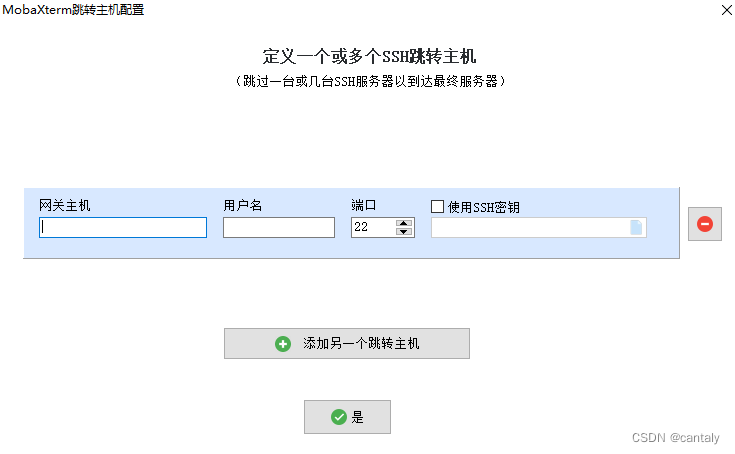 MobaXterm跳转主机配置
定义一个或多个SSH跳转主机
（跳过一台或几台SSH服务器以到达最终服务器）
网关主机 用户名 端口 使用SSH密钥
22
添加另一个跳转主机
是
CSDN @cantaly